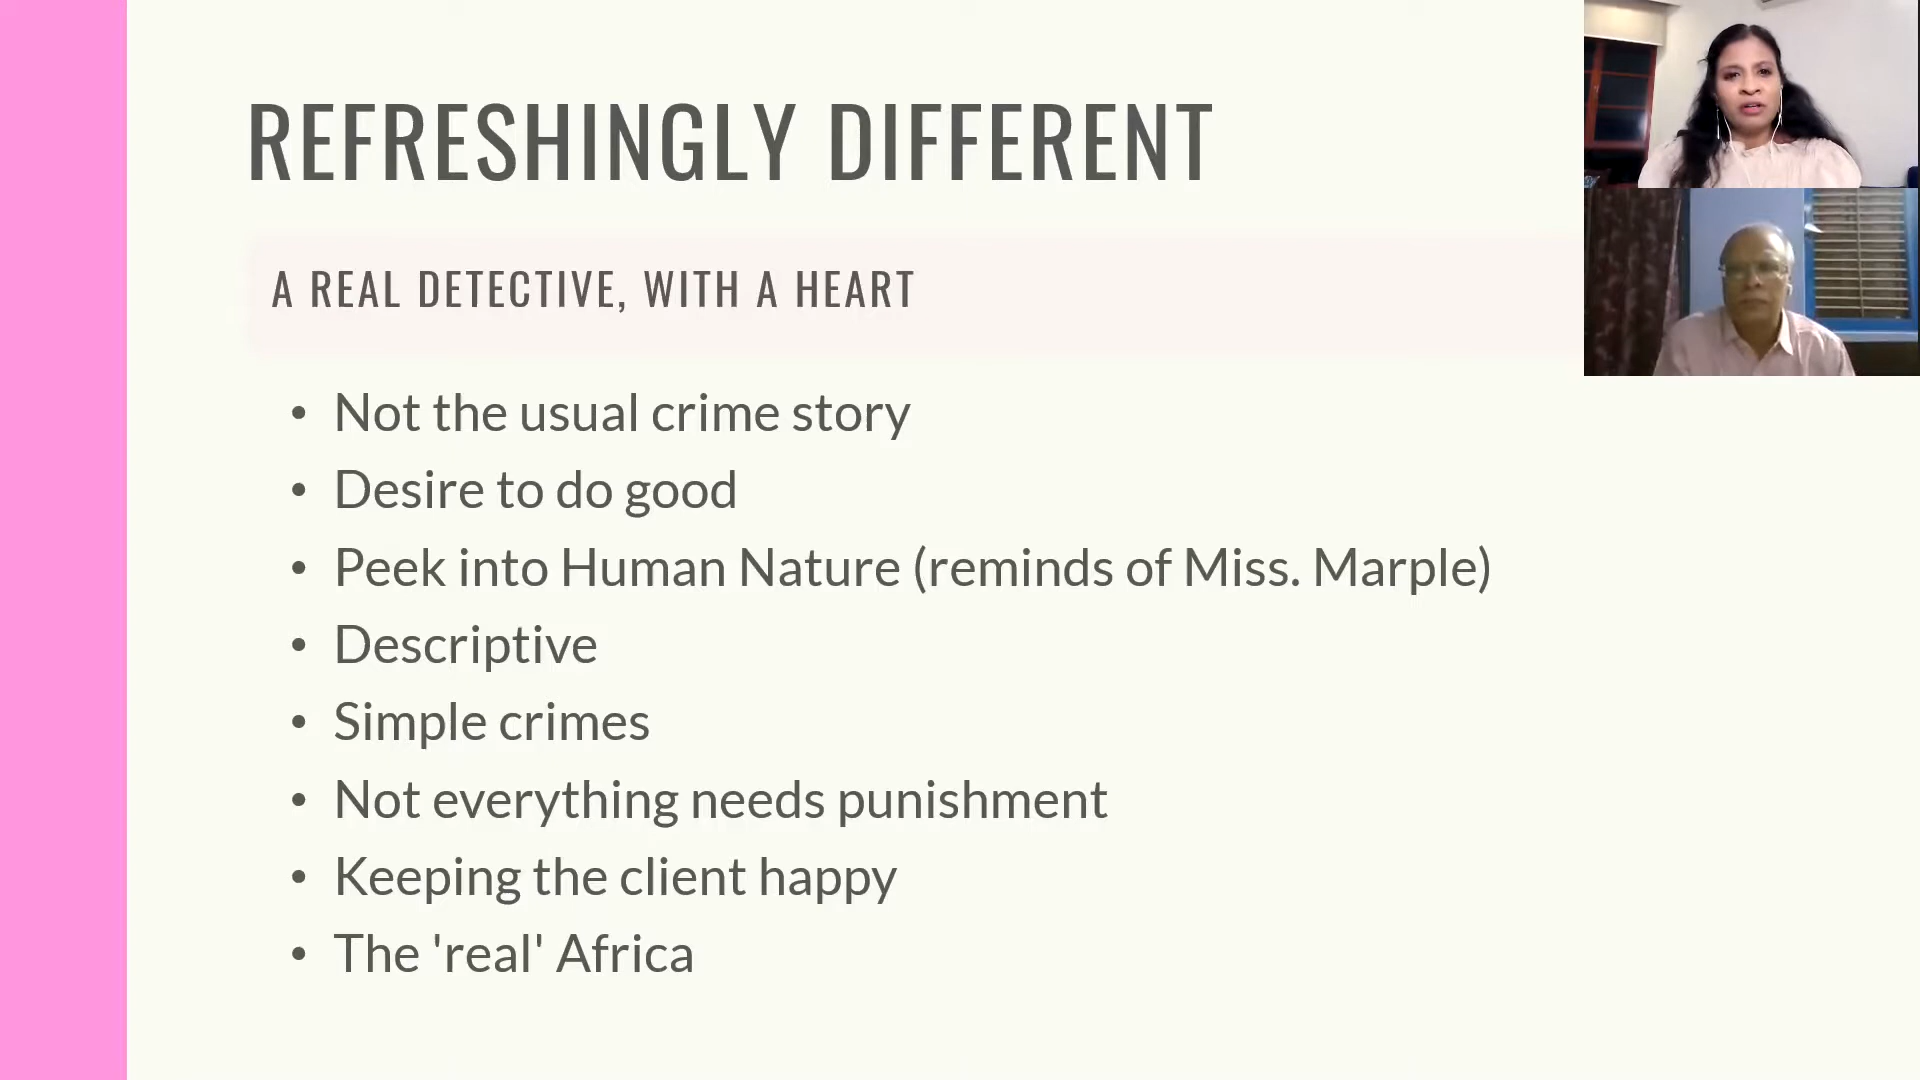 REFRESHINGLY DIFFERENT
A REAL DETECTIVE, WITH A HEART
• Not the usual crime story
• Desire to do good
• Peek into Human Nature (reminds of Miss. Marple)
• Descriptive
• Simple crimes
• Not everything needs punishment
• Keeping the client happy
• The 'real' Africa